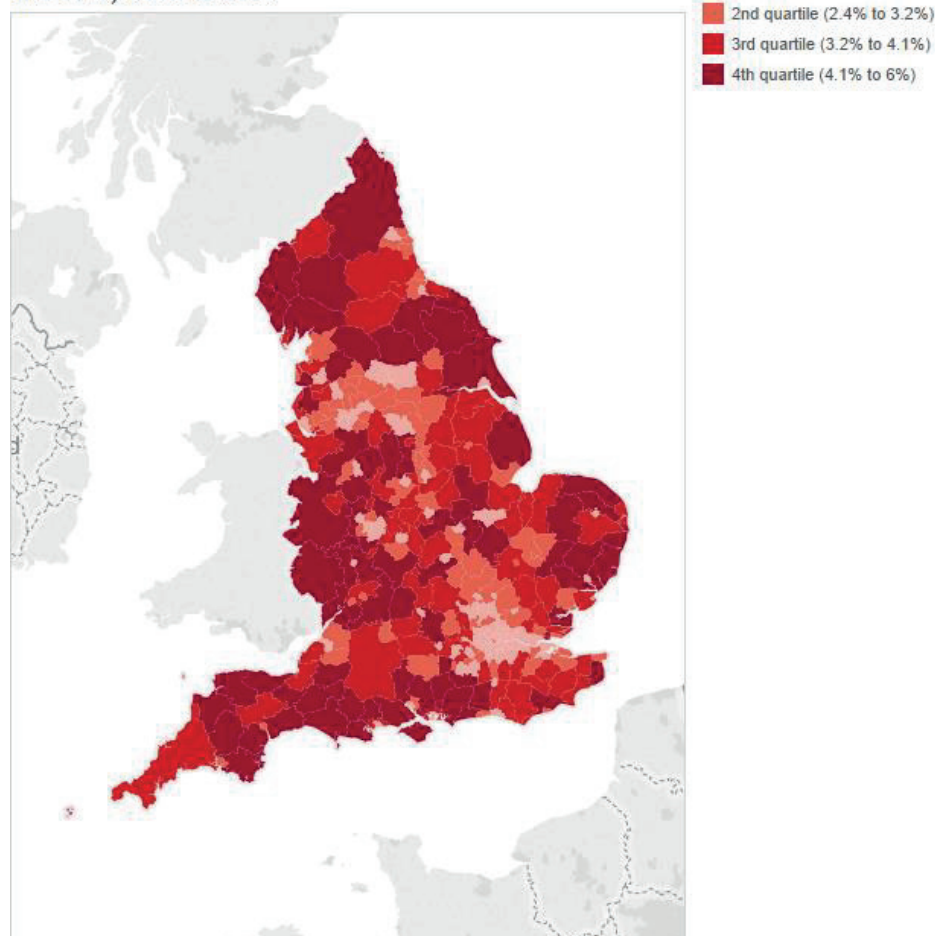 2nd quartile (2.4% to 3.2%)
3rd quartile (3.2% to 4.1%)
4th quartile (4.1% to 6%)
d